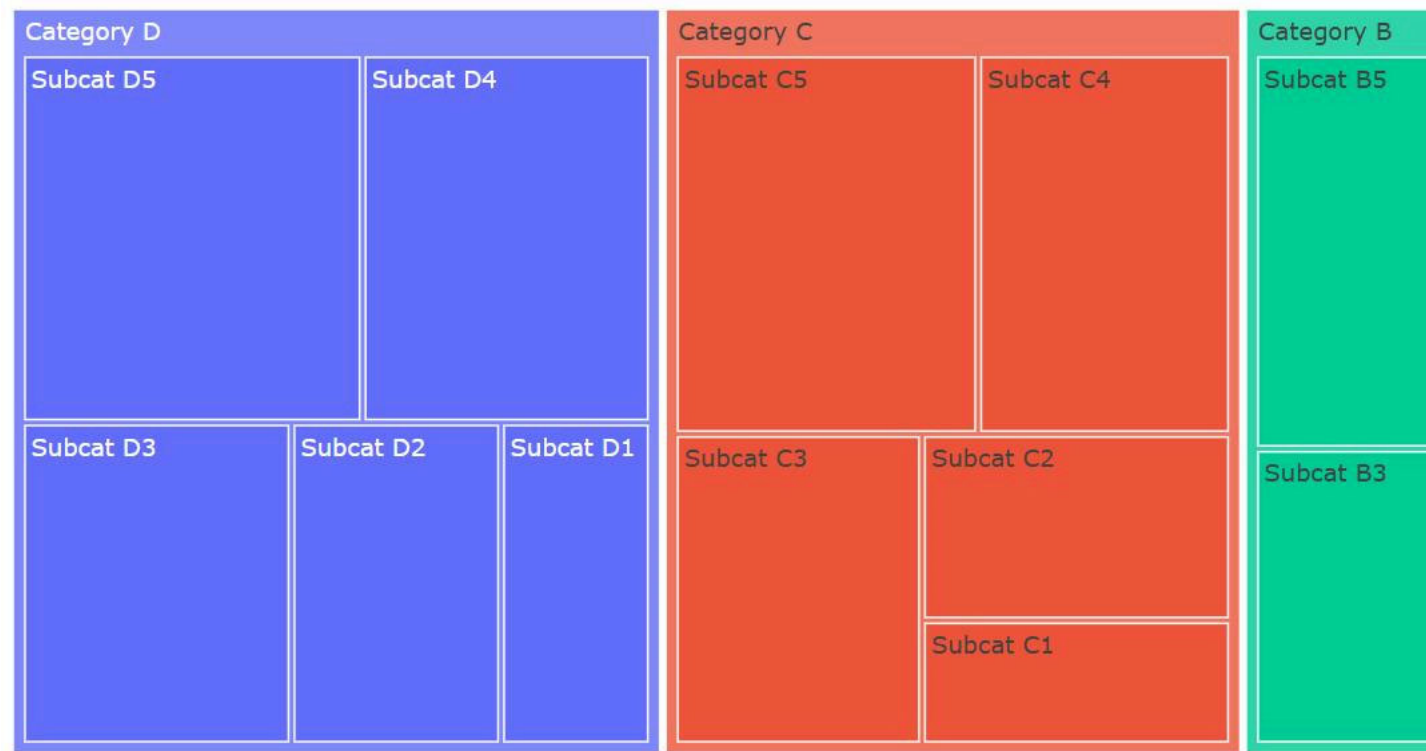 Category D
Subcat D5
Subcat D4
Subcat D3
Subcat D2
Subcat D1
Category C
Subcat C5
Subcat C4
Subcat C3
Subcat C2
Subcat C1
Category B
Subcat B5
Subcat B3